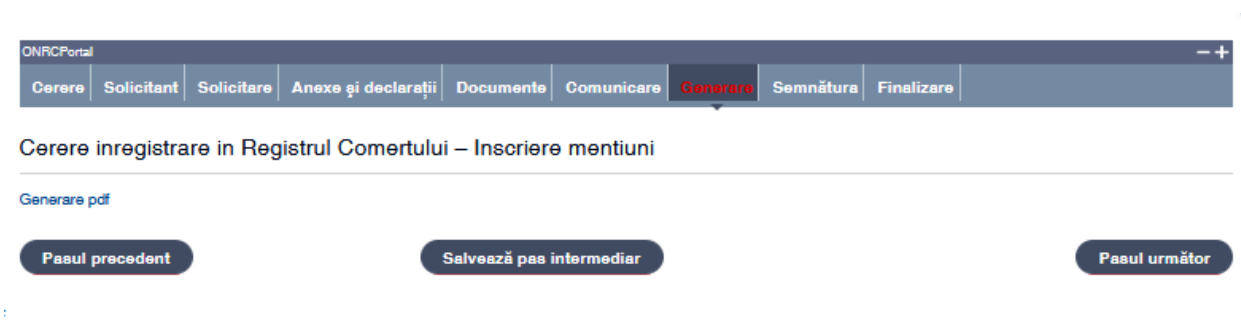 ONRCPortal
Cerere Solicitant Solicitare Anexe și declarații Documente Comunicare Generare Semnătura Finalizare
Cerere inregistrare in Registrul Comertului – Inscriere mentiuni
Generare pdf
Pasul precedent Salvează pas intermediar Pasul următor